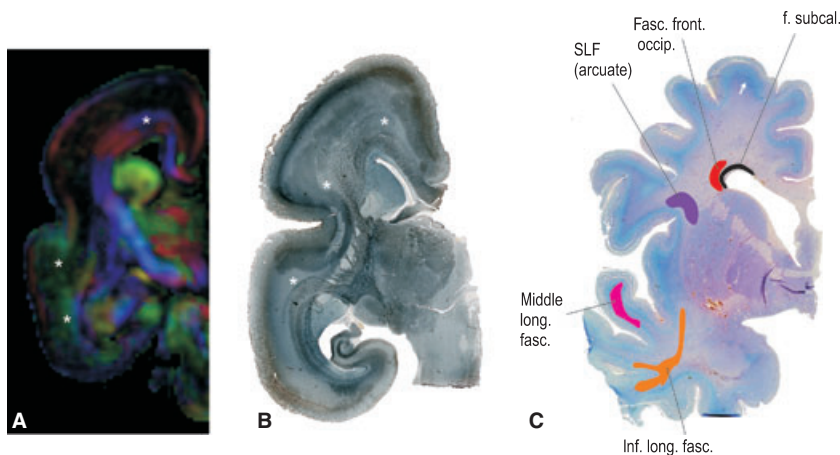 Fasc. front.
occip.
f. subcal.
SLF
(arcuate)
Middle
long.
fasc.
Inf. long. fasc.
A
B
C